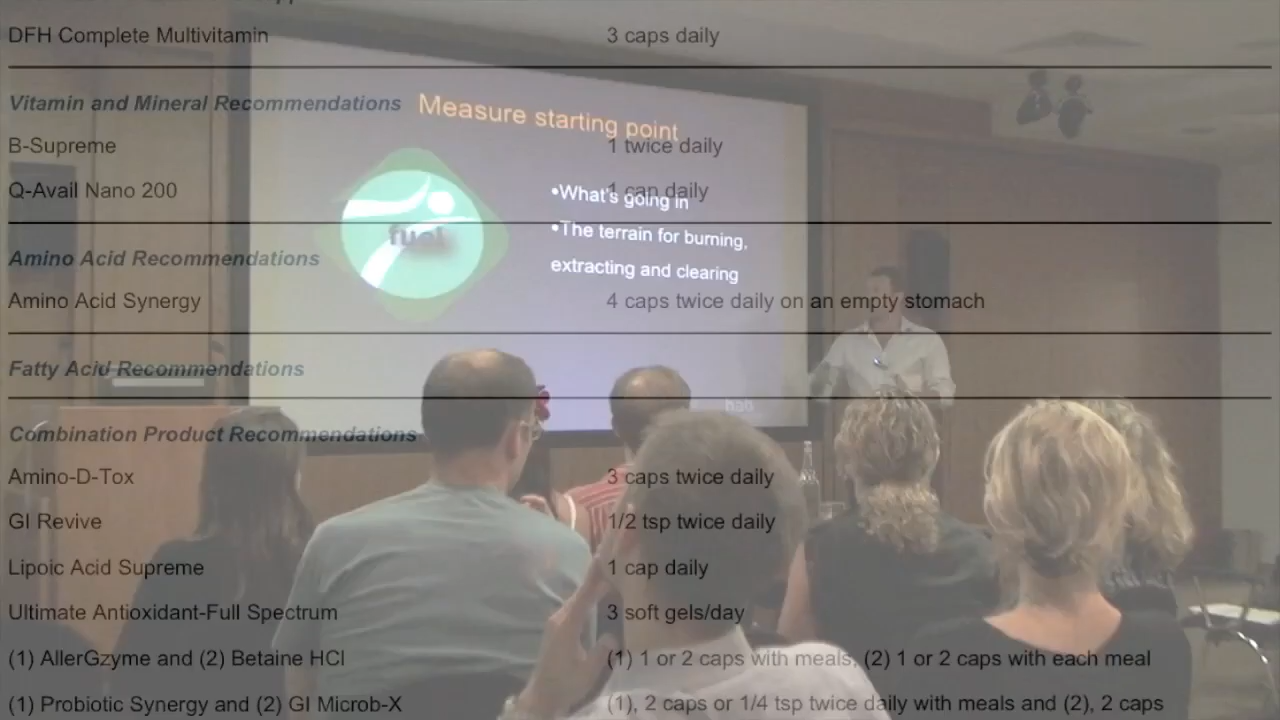 DFH Complete Multivitamin 3 caps daily
Vitamin and Mineral Recommendations
Measure starting point
B-Supreme 1 twice daily
Q-Avail Nano 200 1 cap daily
•What's going in
fuel
•The terrain for burning,
extracting and clearing
Amino Acid Recommendations
Amino Acid Synergy 4 caps twice daily on an empty stomach
Fatty Acid Recommendations
Combination Product Recommendations
Amino-D-Tox 3 caps twice daily
GI Revive 1/2 tsp twice daily
Lipoic Acid Supreme 1 cap daily
Ultimate Antioxidant-Full Spectrum 3 soft gels/day
(1) AllerGzyme and (2) Betaine HCl (1) 1 or 2 caps with meals, (2) 1 or 2 caps with each meal
(1) Probiotic Synergy and (2) GI Microb-X (1), 2 caps or 1/4 tsp twice daily with meals and (2), 2 caps